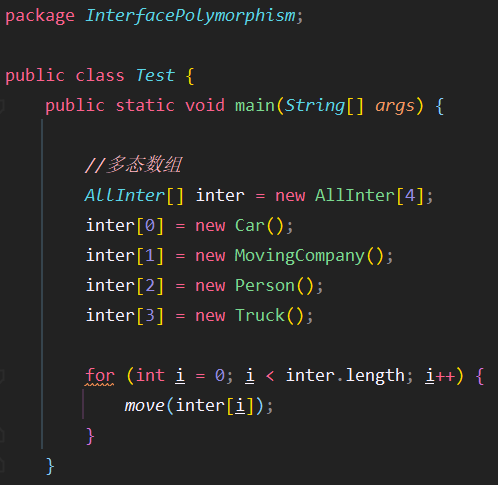 package InterfacePolymorphism;
public class Test {
public static void main(String[] args) {
//多态数组
AllInter[] inter = new AllInter[4];
inter[0] = new Car();
inter[1] = new MovingCompany();
inter[2] = new Person();
inter[3] = new Truck();
for (int i = 0; i < inter.length; i++) {
move(inter[i]);
}
}